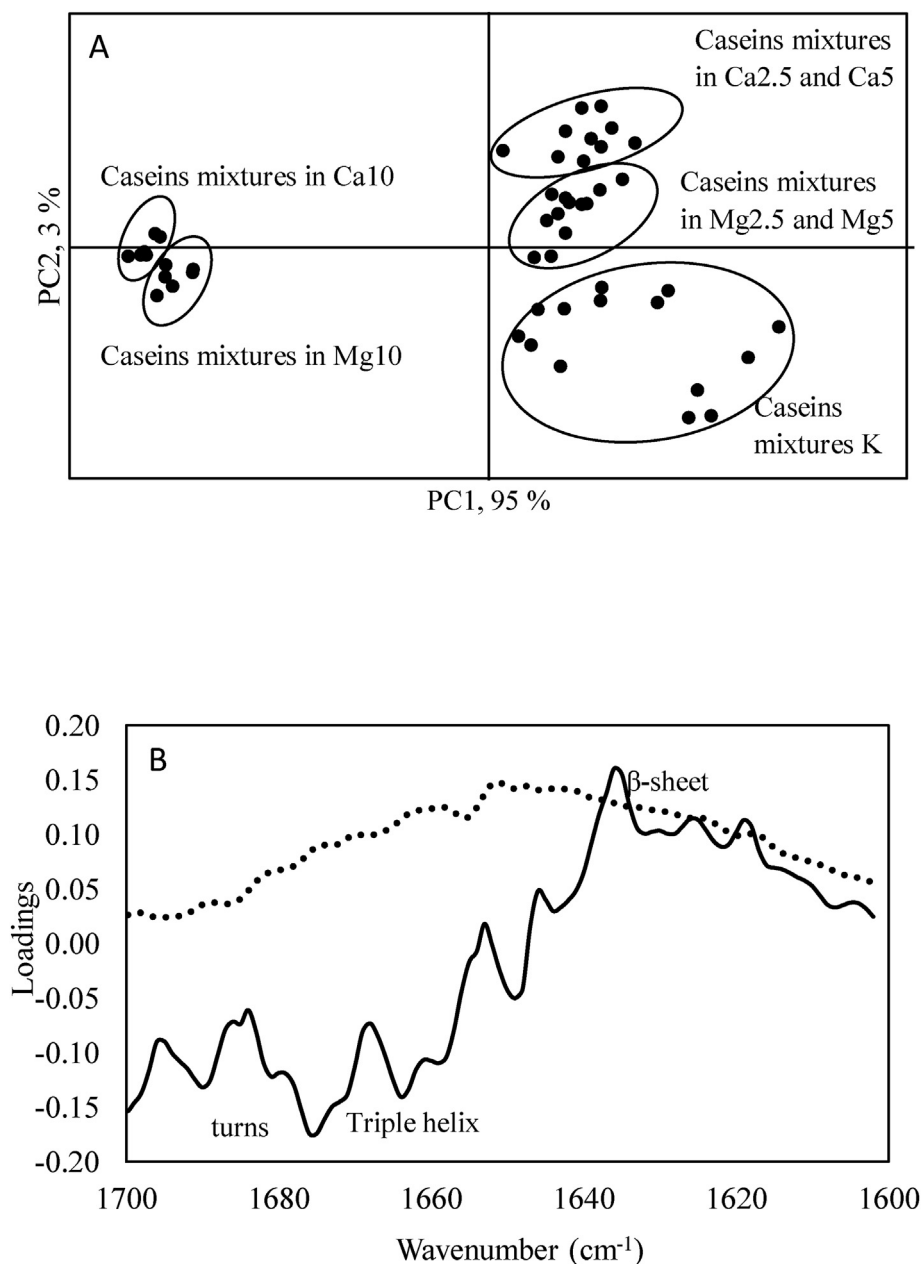 A
Caseins mixtures
in Ca2.5 and Ca5
Caseins mixtures in Ca10
Caseins mixtures
in Mg2.5 and Mg5
PC2, 3 %
Caseins mixtures in Mg10
Caseins
mixtures K
PC1, 95 %
B
β-sheet
turns
Triple helix
Loadings
0.20
0.15
0.10
0.05
0.00
-0.05
-0.10
-0.15
-0.20
1700 1680 1660 1640 1620 1600
Wavenumber (cm⁻¹)